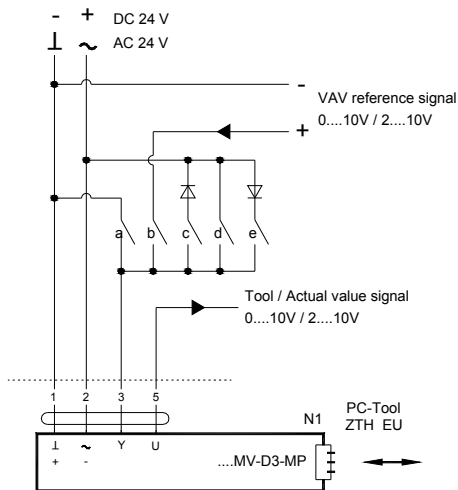 - + DC 24 V
⊥ ~ AC 24 V
-
VAV reference signal
0....10V / 2....10V
+
a b c d e
Tool / Actual value signal
0....10V / 2....10V
1 2 3 5
N1
PC-Tool
ZTH EU
⊥ ~ Y U
+ -
....MV-D3-MP